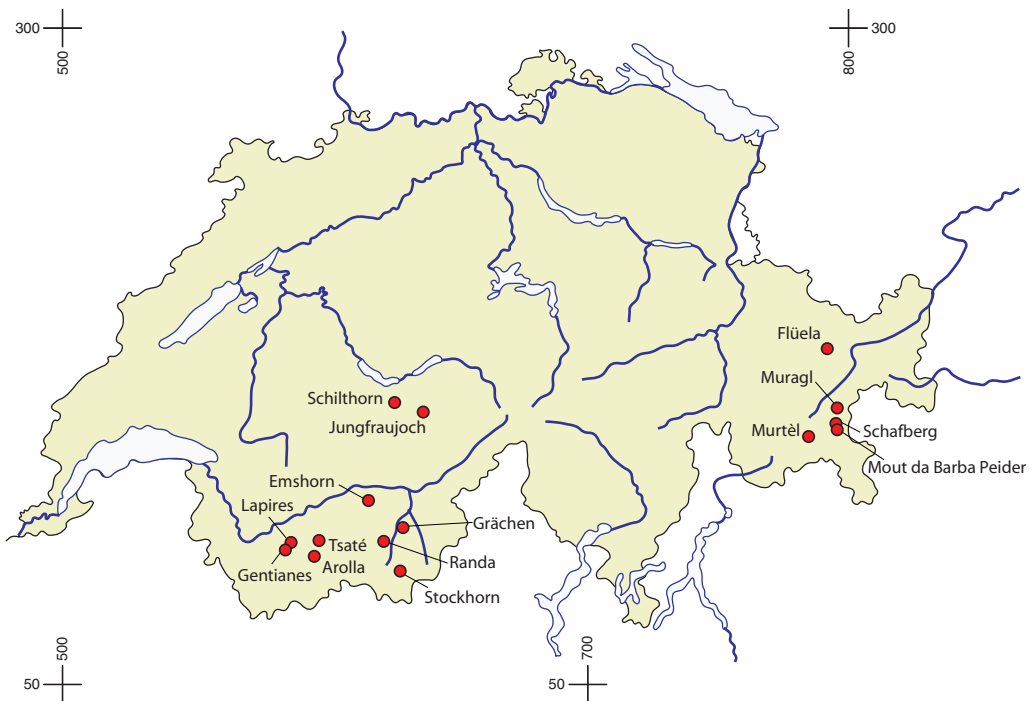 300
500
800
300
Flüela
Muragl
Schilthorn
Jungfraujoch
Murtèl
Schafberg
Mout da Barba Peider
Emshorn
Lapires
Grächen
Tsaté
Arolla
Randa
Gentianes
Stockhorn
500
700
50
50